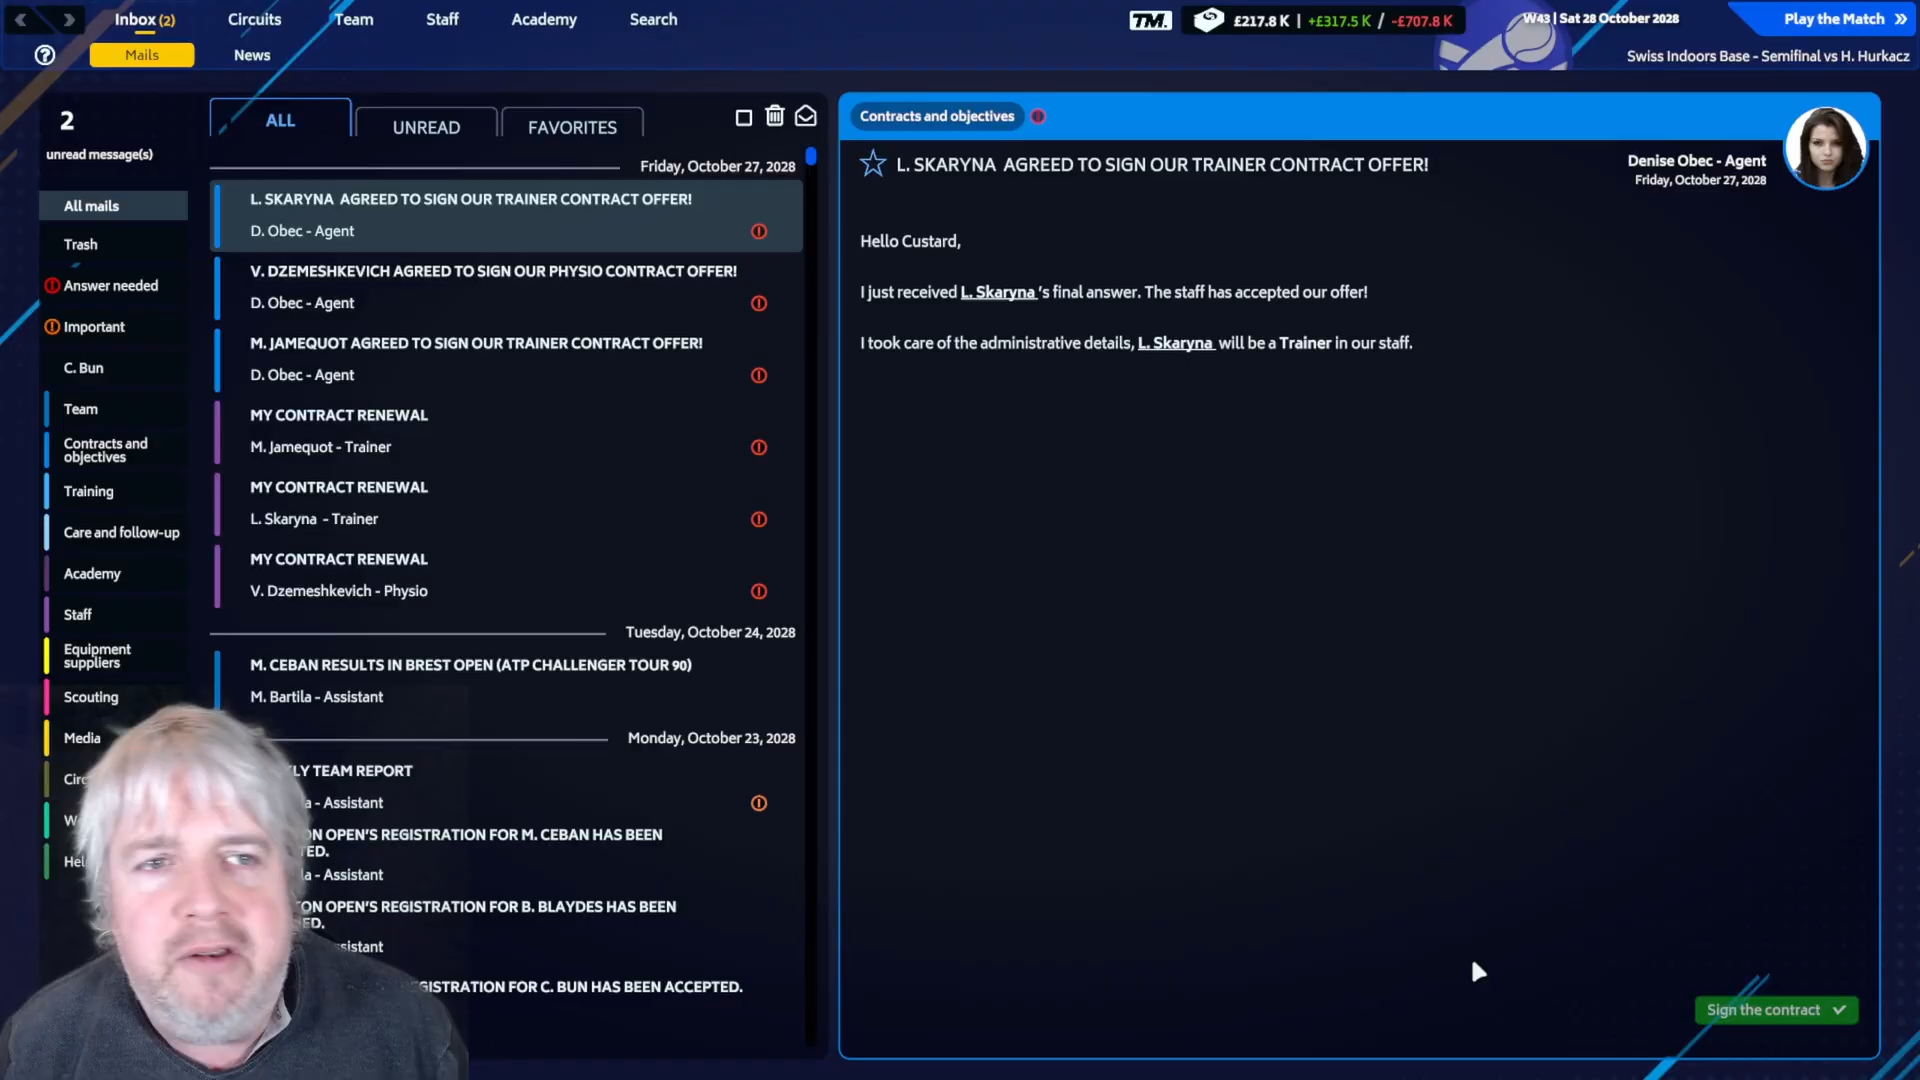 Inbox (2)
Circuits
Team
Staff
Academy
Search
TM.
£217.8 K | +£317.5 K / -£707.8 K
W43 | Sat 28 October 2028
Play the Match
Mails
News
Swiss Indoors Base - Semifinal vs H. Hurkacz
2
unread message(s)
All mails
Trash
Answer needed
Important
C. Bun
Team
Contracts and
objectives
Training
Care and follow-up
Academy
Staff
Equipment
suppliers
Scouting
Media
ALL
UNREAD
FAVORITES
Friday, October 27, 2028
L. SKARYNA AGREED TO SIGN OUR TRAINER CONTRACT OFFER!
D. Obec - Agent
V. DZEMESHKEVICH AGREED TO SIGN OUR PHYSIO CONTRACT OFFER!
D. Obec - Agent
M. JAMEQUOT AGREED TO SIGN OUR TRAINER CONTRACT OFFER!
D. Obec - Agent
MY CONTRACT RENEWAL
M. Jamequot - Trainer
MY CONTRACT RENEWAL
L. Skaryna - Trainer
MY CONTRACT RENEWAL
V. Dzemeshkevich - Physio
Tuesday, October 24, 2028
M. CEBAN RESULTS IN BREST OPEN (ATP CHALLENGER TOUR 90)
M. Bartila - Assistant
Monday, October 23, 2028
TEAM REPORT
- Assistant
OPEN'S REGISTRATION FOR M. CEBAN HAS BEEN
- Assistant
OPEN'S REGISTRATION FOR B. BLAYDES HAS BEEN
FOR C. BUN HAS BEEN ACCEPTED.
Contracts and objectives
L. SKARYNA AGREED TO SIGN OUR TRAINER CONTRACT OFFER!
Denise Obec - Agent
Friday, October 27, 2028
Hello Custard,
I just received L. Skaryna 's final answer. The staff has accepted our offer!
I took care of the administrative details, L. Skaryna will be a Trainer in our staff.
Sign the contract